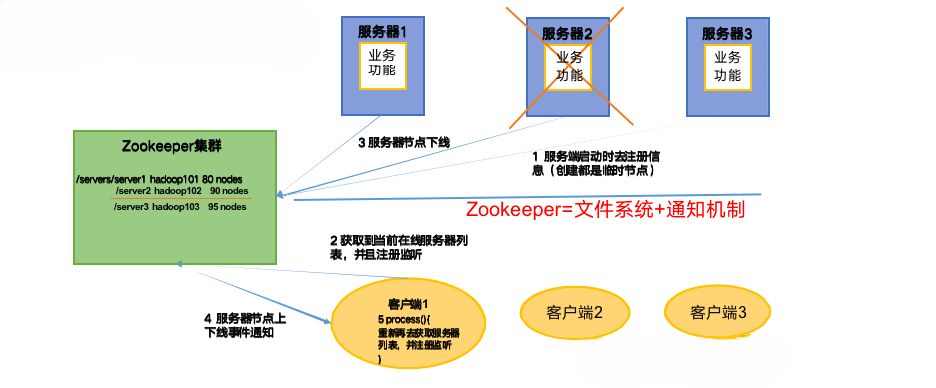 服务器1
业务
功能
服务器2
业务
功能
服务器3
业务
功能
3 服务器节点下线
1 服务端启动时去注册信
息（创建都是临时节点）
Zookeeper集群
/servers/server1 hadoop101 80 nodes
/server2 hadoop102 90 nodes
/server3 hadoop103 95 nodes
Zookeeper=文件系统+通知机制
2 获取到当前在线服务器列
表，并且注册监听
4 服务器节点上
下线事件通知
客户端1
5 process(){
重新再去获取服务器
列表，并注册监听
}
客户端2
客户端3